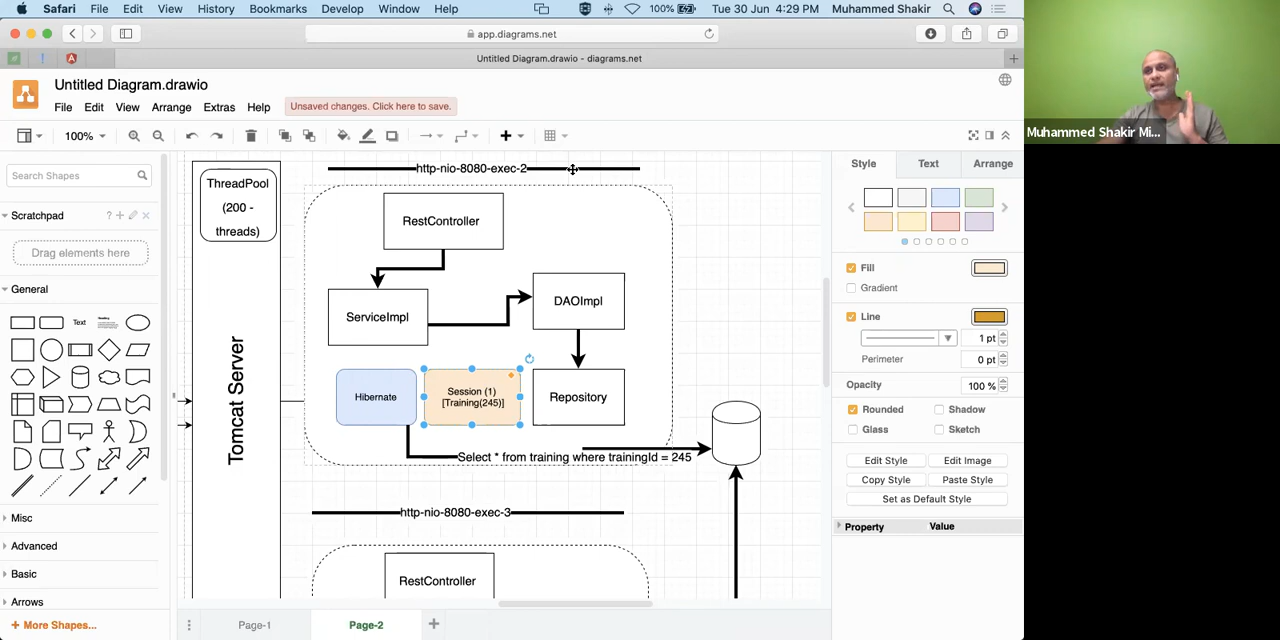 Safari File Edit View History Bookmarks Develop Window Help 100% Tue 30 Jun 4:29 PM Muhammed Shakir
app.diagrams.net
Untitled Diagram.drawio - diagrams.net
Untitled Diagram.drawio
File Edit View Arrange Extras Help Unsaved changes. Click here to save.
100%
Search Shapes
Scratchpad
Drag elements here
General
Text
Misc
Advanced
Basic
Arrows
+ More Shapes...
ThreadPool
(200 -
threads)
Tomcat Server
http-nio-8080-exec-2
RestController
ServiceImpl
DAOImpl
Hibernate
Session (1)
[Training(245)]
Repository
Select * from training where trainingId = 245
http-nio-8080-exec-3
RestController
Page-1
Page-2
Style Text Arrange
Fill
Gradient
Line
1 pt
Perimeter 0 pt
Opacity 100 %
Rounded Shadow
Glass Sketch
Edit Style Edit Image
Copy Style Paste Style
Set as Default Style
Property Value
Muhammed Shakir Mi...